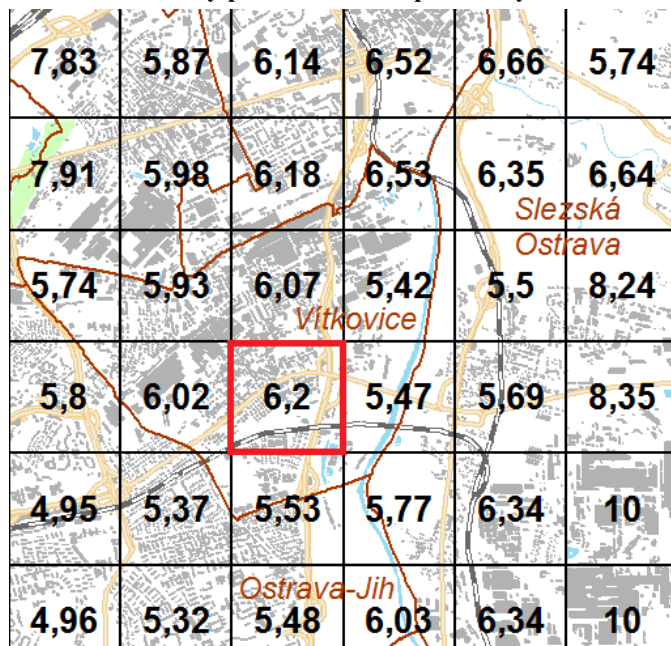 7,83 5,87 6,14 6,52 6,66 5,74
7,91 5,98 6,18 6,53 6,35 6,64
Slezská
Ostrava
5,74 5,93 6,07 5,42 5,5 8,24
Vítkovice
5,8 6,02 6,2 5,47 5,69 8,35
4,95 5,37 5,53 5,77 6,34 10
Ostrava-Jih
4,96 5,32 5,48 6,03 6,34 10